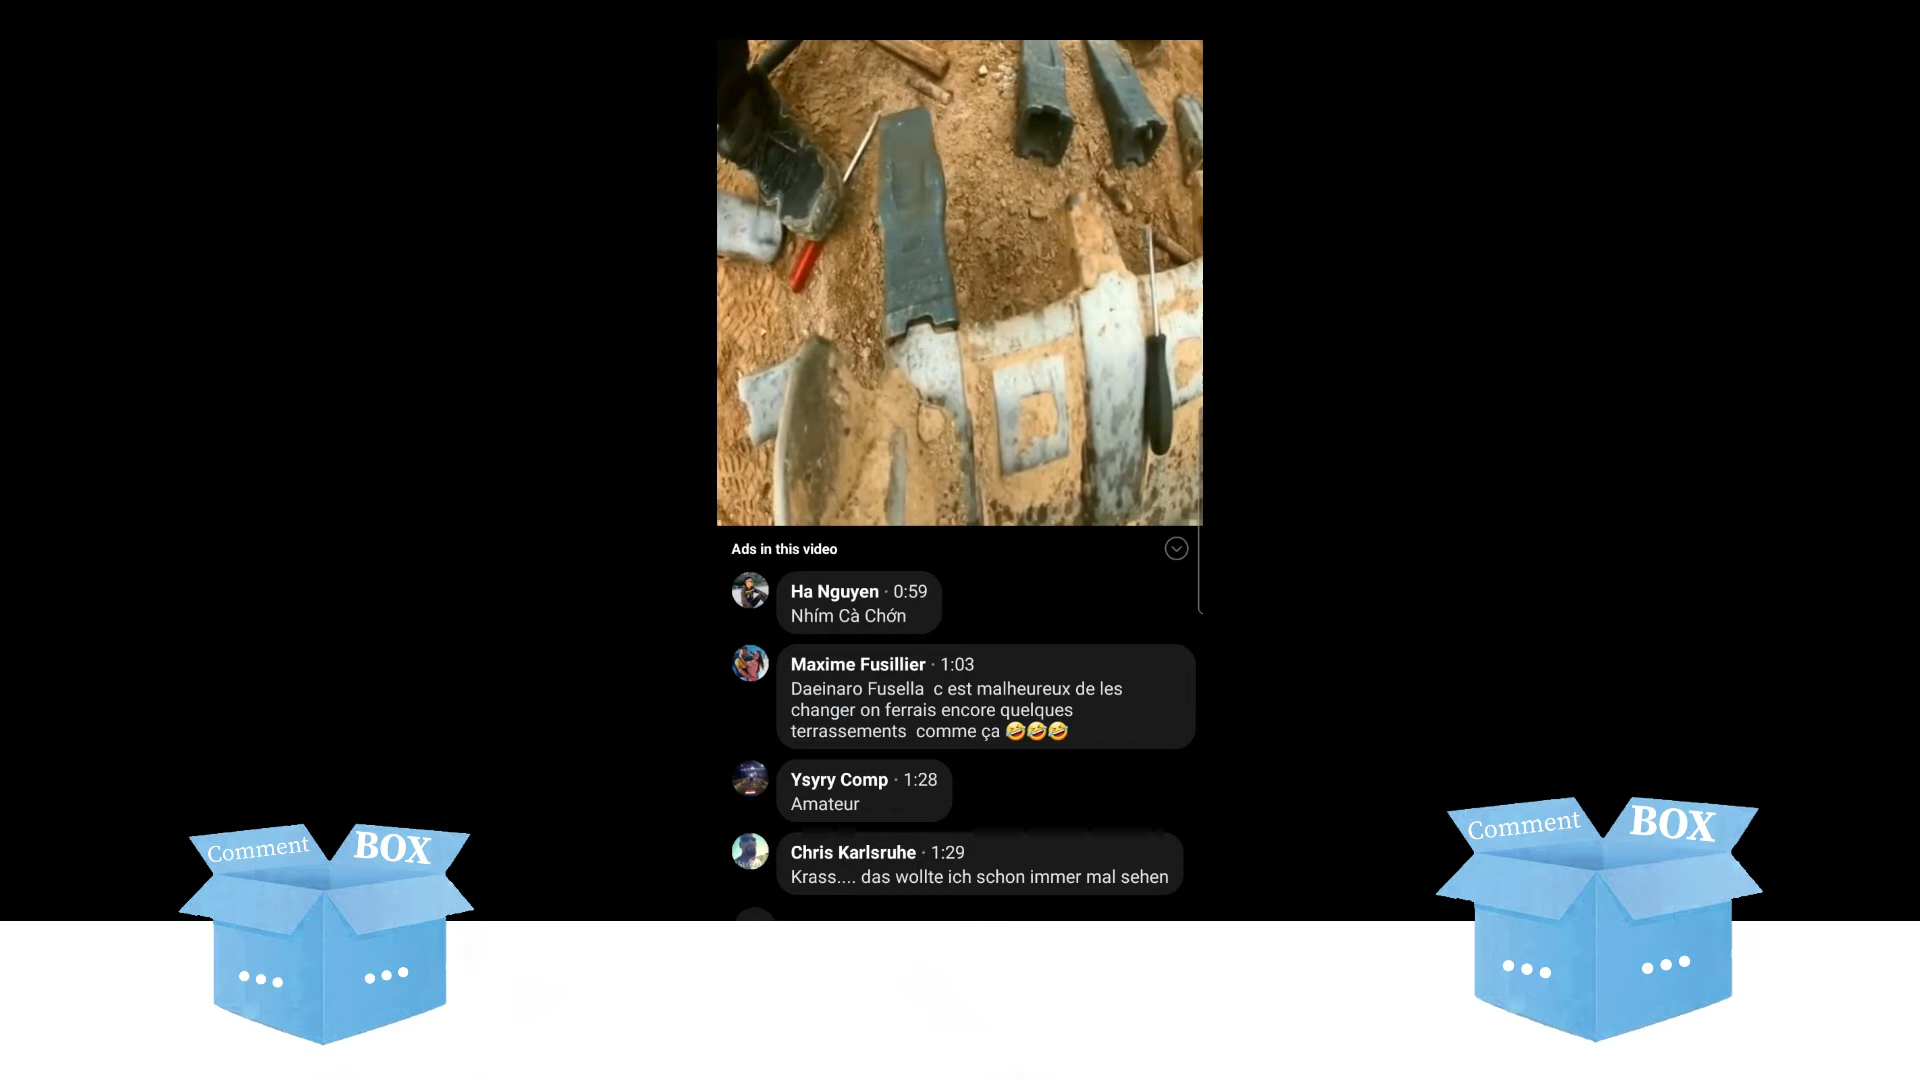 Ads in this video
Ha Nguyen · 0:59
Nhím Cà Chớn
Maxime Fusillier · 1:03
Daeinaro Fusella  c est malheureux de les
changer on ferrais encore quelques
terrassements  comme ça 🤣🤣🤣
Ysyry Comp · 1:28
Amateur
Chris Karlsruhe · 1:29
Krass.... das wollte ich schon immer mal sehen
Comment BOX
Comment BOX